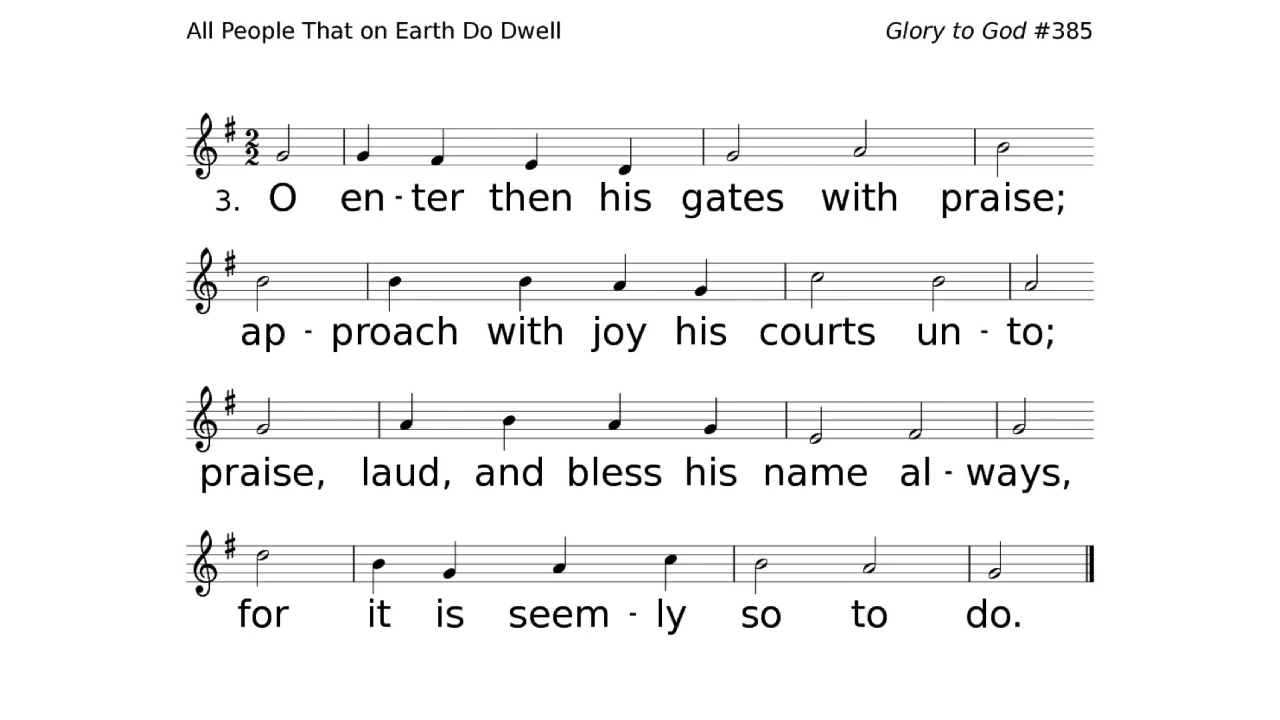 All People That on Earth Do Dwell Glory to God #385
2
2
3. O en - ter then his gates with praise;
ap - proach with joy his courts un - to;
praise, laud, and bless his name al - ways,
for it is seem - ly so to do.